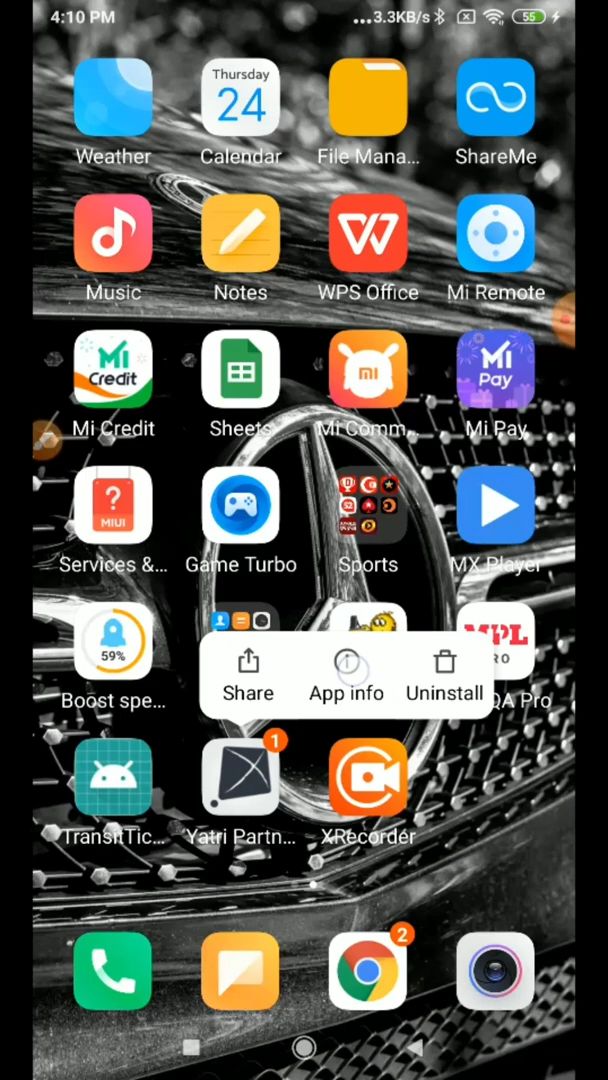 4:10 PM
...3.3KB/s
55
Thursday
24
Weather
Calendar
File Mana...
ShareMe
Music
Notes
WPS Office
Mi Remote
Mi Credit
Mi Pay
mi
Mi Credit
Sheets
Mi Comm...
Mi Pay
?
MIUI
Services &...
Game Turbo
Sports
MX Player
59%
MPL
RO
Share
App info
Uninstall
Boost spe...
QA Pro
1
TransitTic...
Yatri Partn...
XRecorder
2